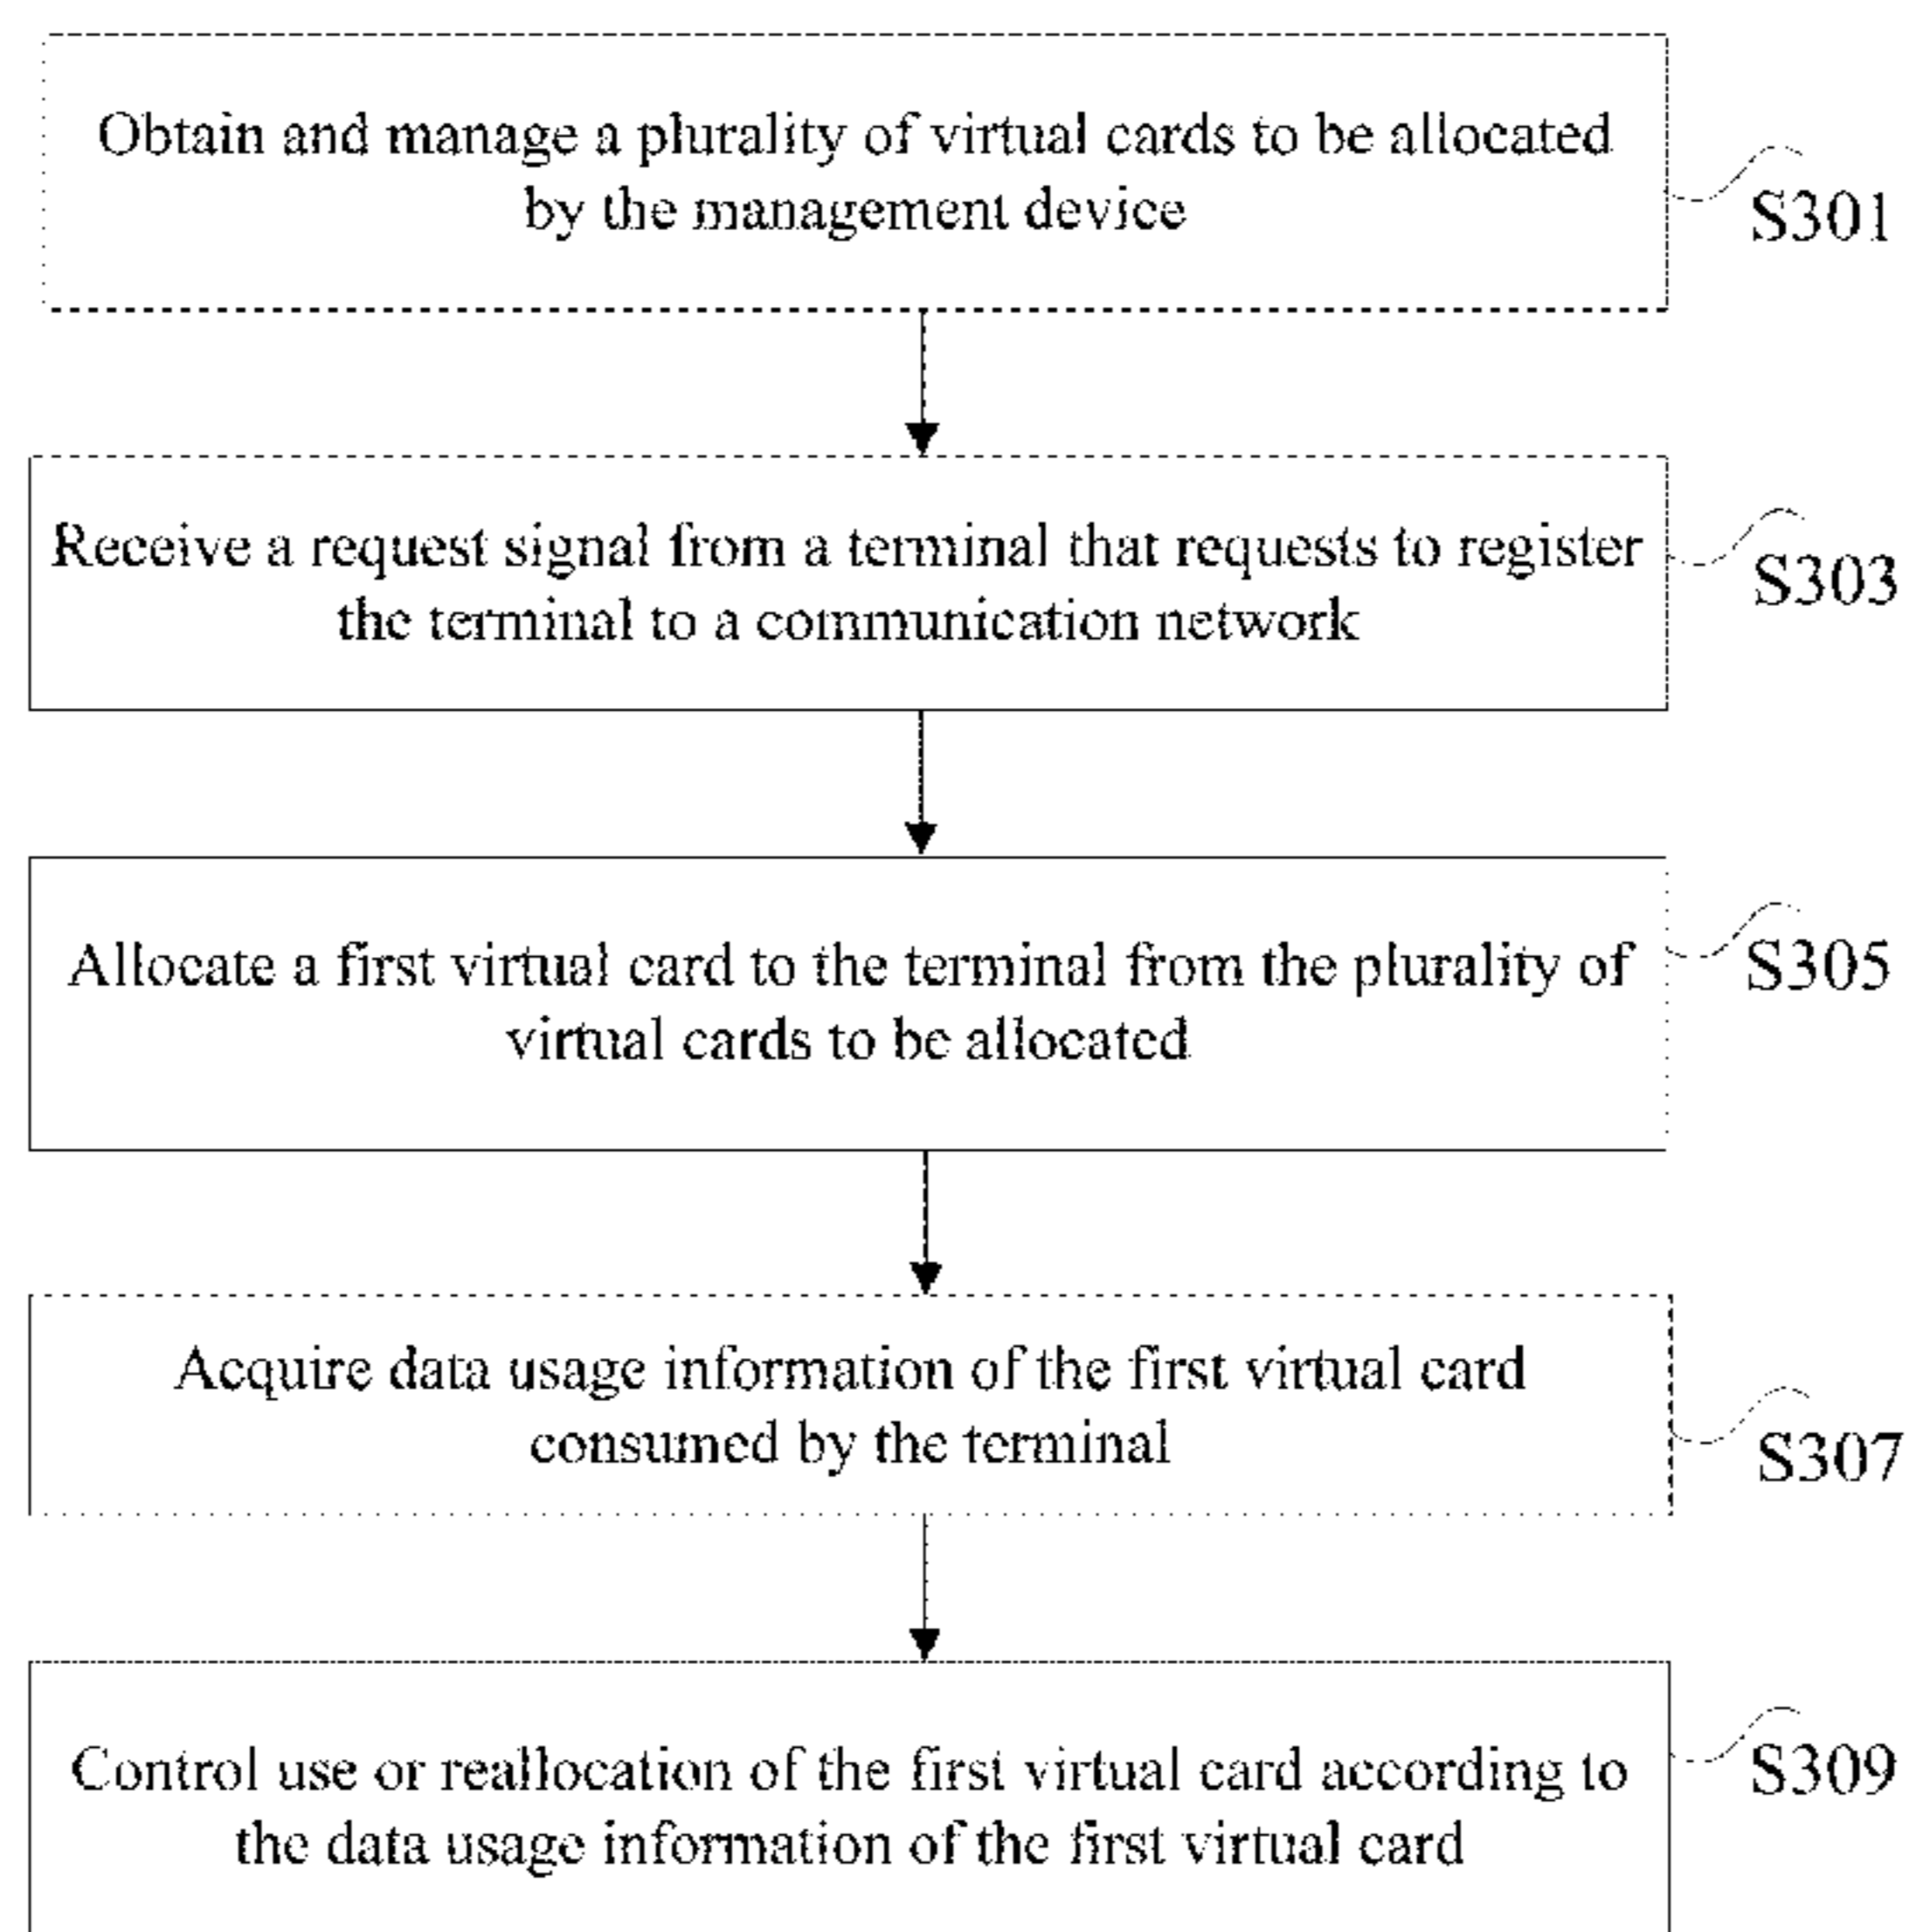 Obtain and manage a plurality of virtual cards to be allocated
by the management device
S301
Receive a request signal from a terminal that requests to register
the terminal to a communication network
S303
Allocate a first virtual card to the terminal from the plurality of
virtual cards to be allocated
S305
Acquire data usage information of the first virtual card
consumed by the terminal
S307
Control use or reallocation of the first virtual card according to
the data usage information of the first virtual card
S309